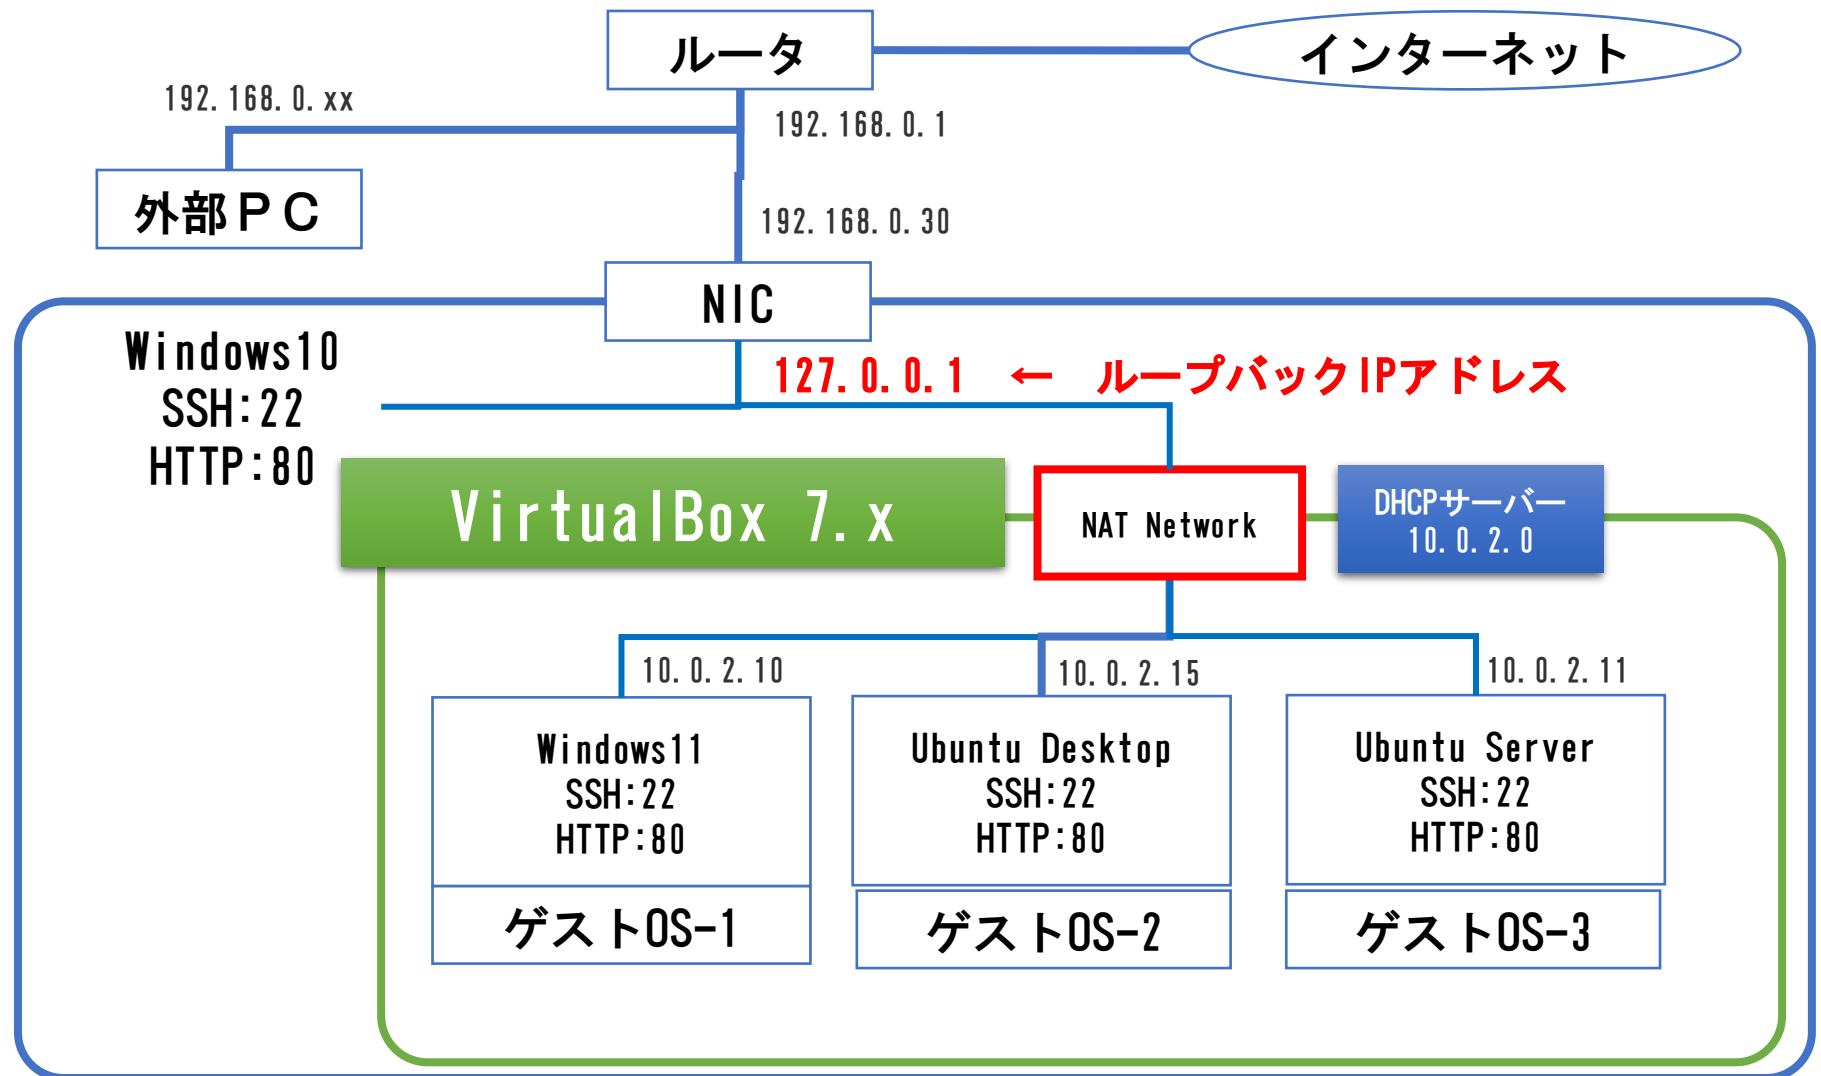 ルータ
インターネット
192.168.0.xx
192.168.0.1
外部ＰＣ
192.168.0.30
NIC
Windows10
SSH:22
HTTP:80
127.0.0.1 ← ループバックIPアドレス
VirtualBox 7.x
NAT Network
DHCPサーバー
10.0.2.0
10.0.2.10
10.0.2.15
10.0.2.11
Windows11
SSH:22
HTTP:80
ゲストOS-1
Ubuntu Desktop
SSH:22
HTTP:80
ゲストOS-2
Ubuntu Server
SSH:22
HTTP:80
ゲストOS-3